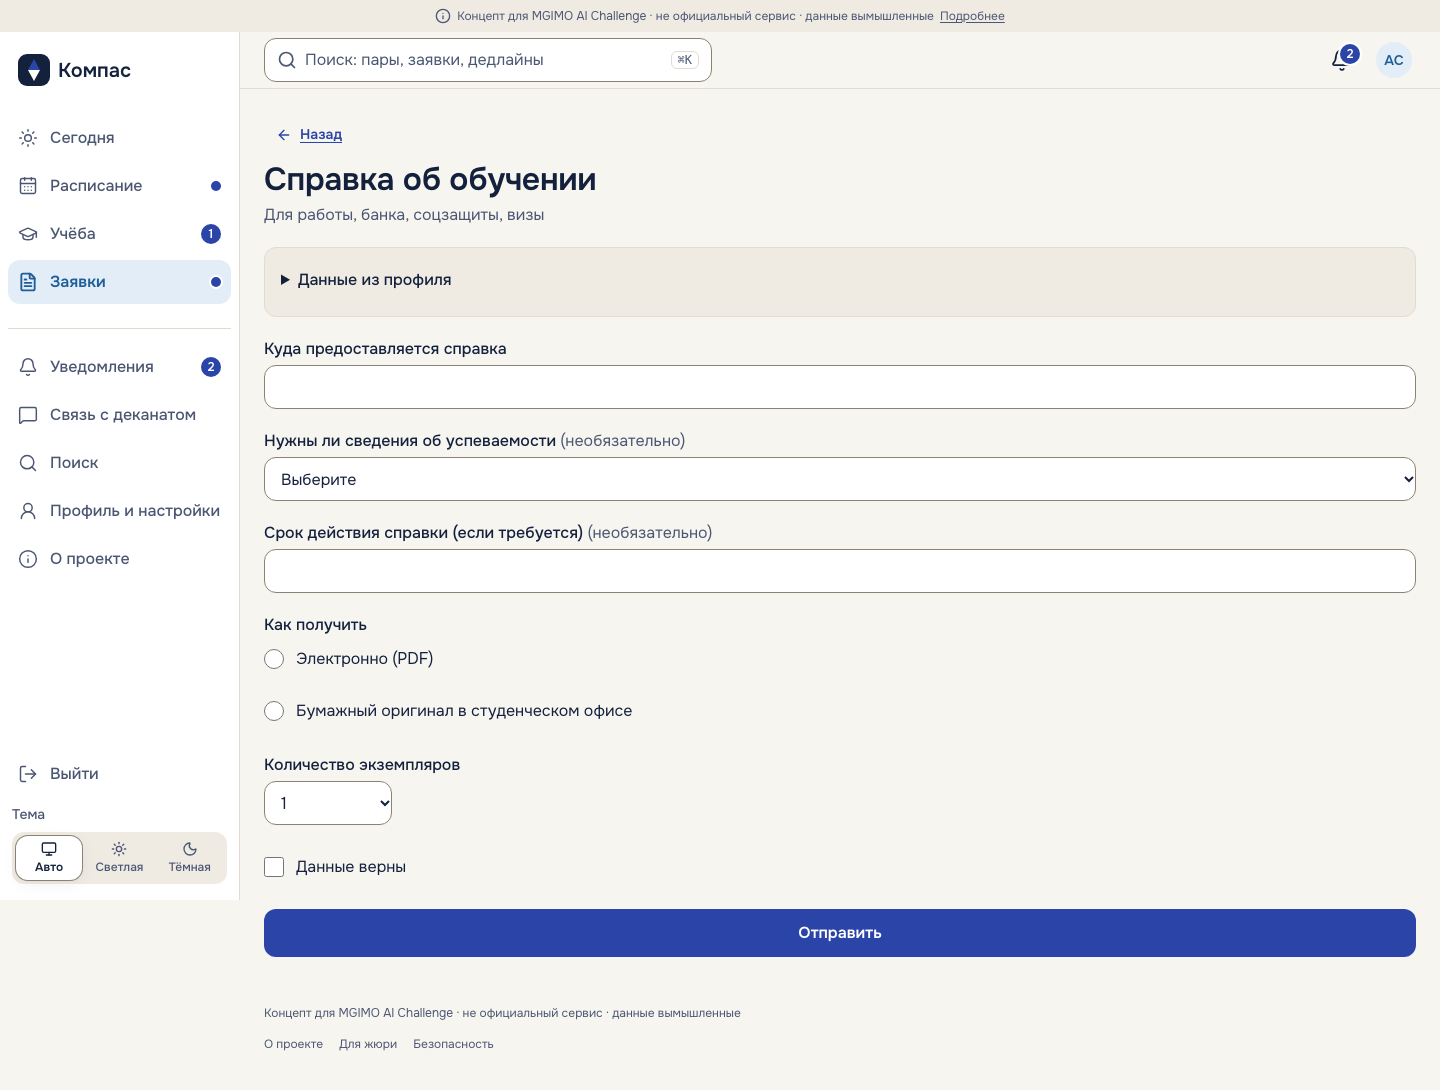 Концепт для MGIMO AI Challenge · не официальный сервис · данные вымышленные Подробнее
Компас
Поиск: пары, заявки, дедлайны ⌘K
2
АС
Сегодня
Расписание
Учёба 1
Заявки
Уведомления 2
Связь с деканатом
Поиск
Профиль и настройки
О проекте
Выйти
Тема
Авто Светлая Тёмная
Назад
Справка об обучении
Для работы, банка, соцзащиты, визы
Данные из профиля
Куда предоставляется справка
Нужны ли сведения об успеваемости (необязательно)
Выберите
Срок действия справки (если требуется) (необязательно)
Как получить
Электронно (PDF)
Бумажный оригинал в студенческом офисе
Количество экземпляров
1
Данные верны
Отправить
Концепт для MGIMO AI Challenge · не официальный сервис · данные вымышленные
О проекте Для жюри Безопасность